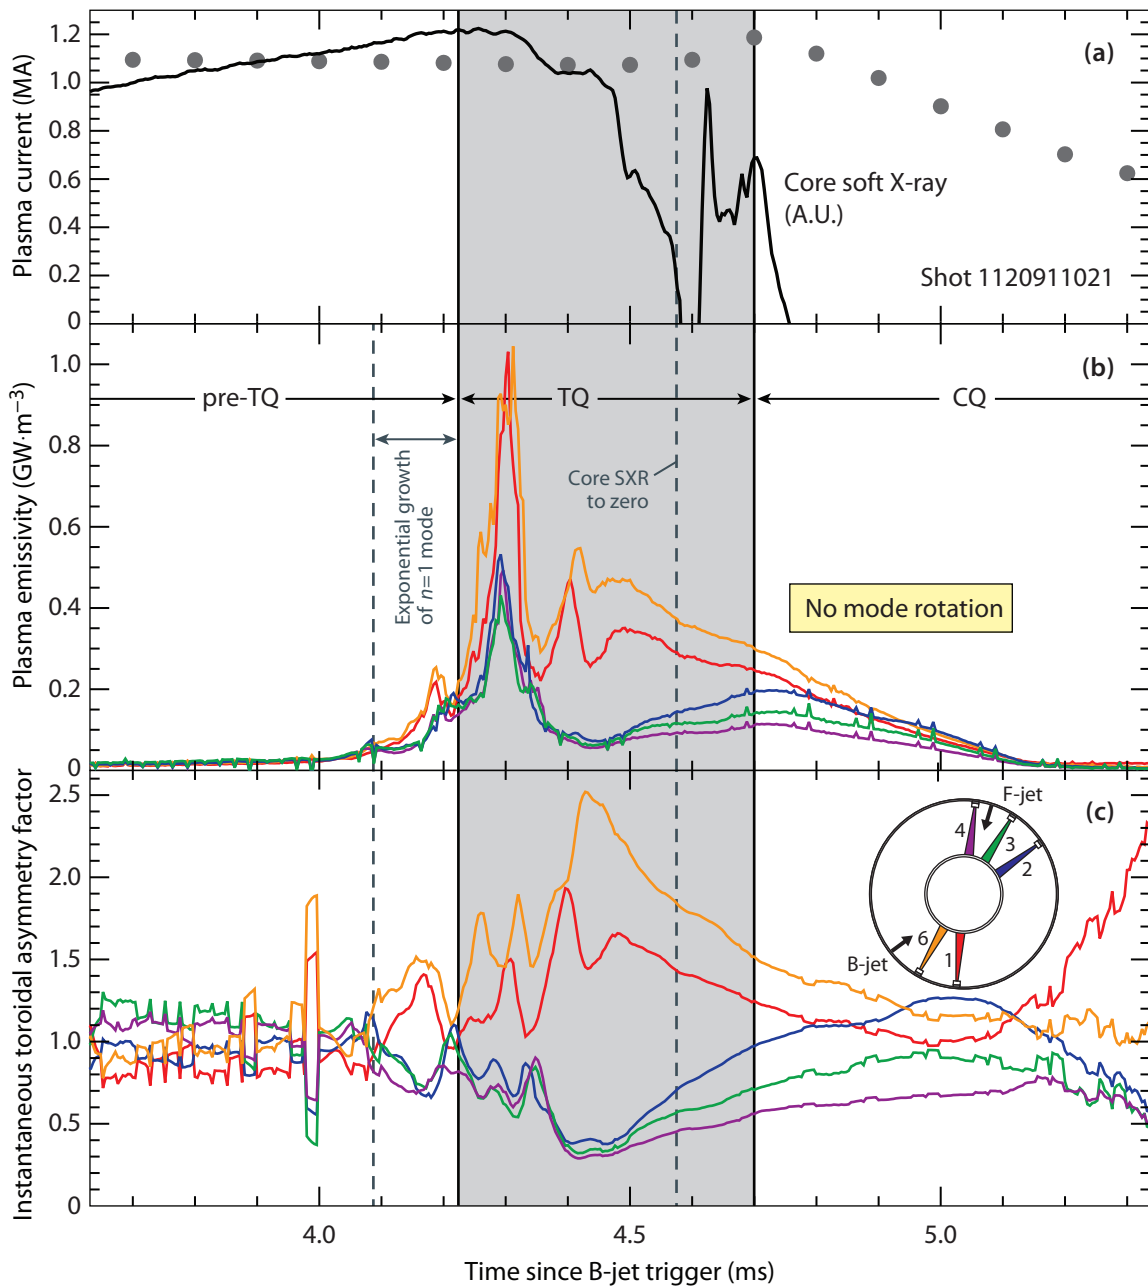 Plasma current (MA)
1.2
1.0
0.8
0.6
0.4
0.2
0
(a)
Core soft X-ray
(A.U.)
Shot 1120911021
Plasma emissivity (GW·m−3)
1.0
0.8
0.6
0.4
0.2
0
(b)
pre-TQ
TQ
CQ
Exponential growth
of n=1 mode
Core SXR
to zero
No mode rotation
Instantaneous toroidal asymmetry factor
2.5
2.0
1.5
1.0
0.5
0
(c)
F-jet
4
3
2
6
1
B-jet
4.0
4.5
5.0
Time since B-jet trigger (ms)